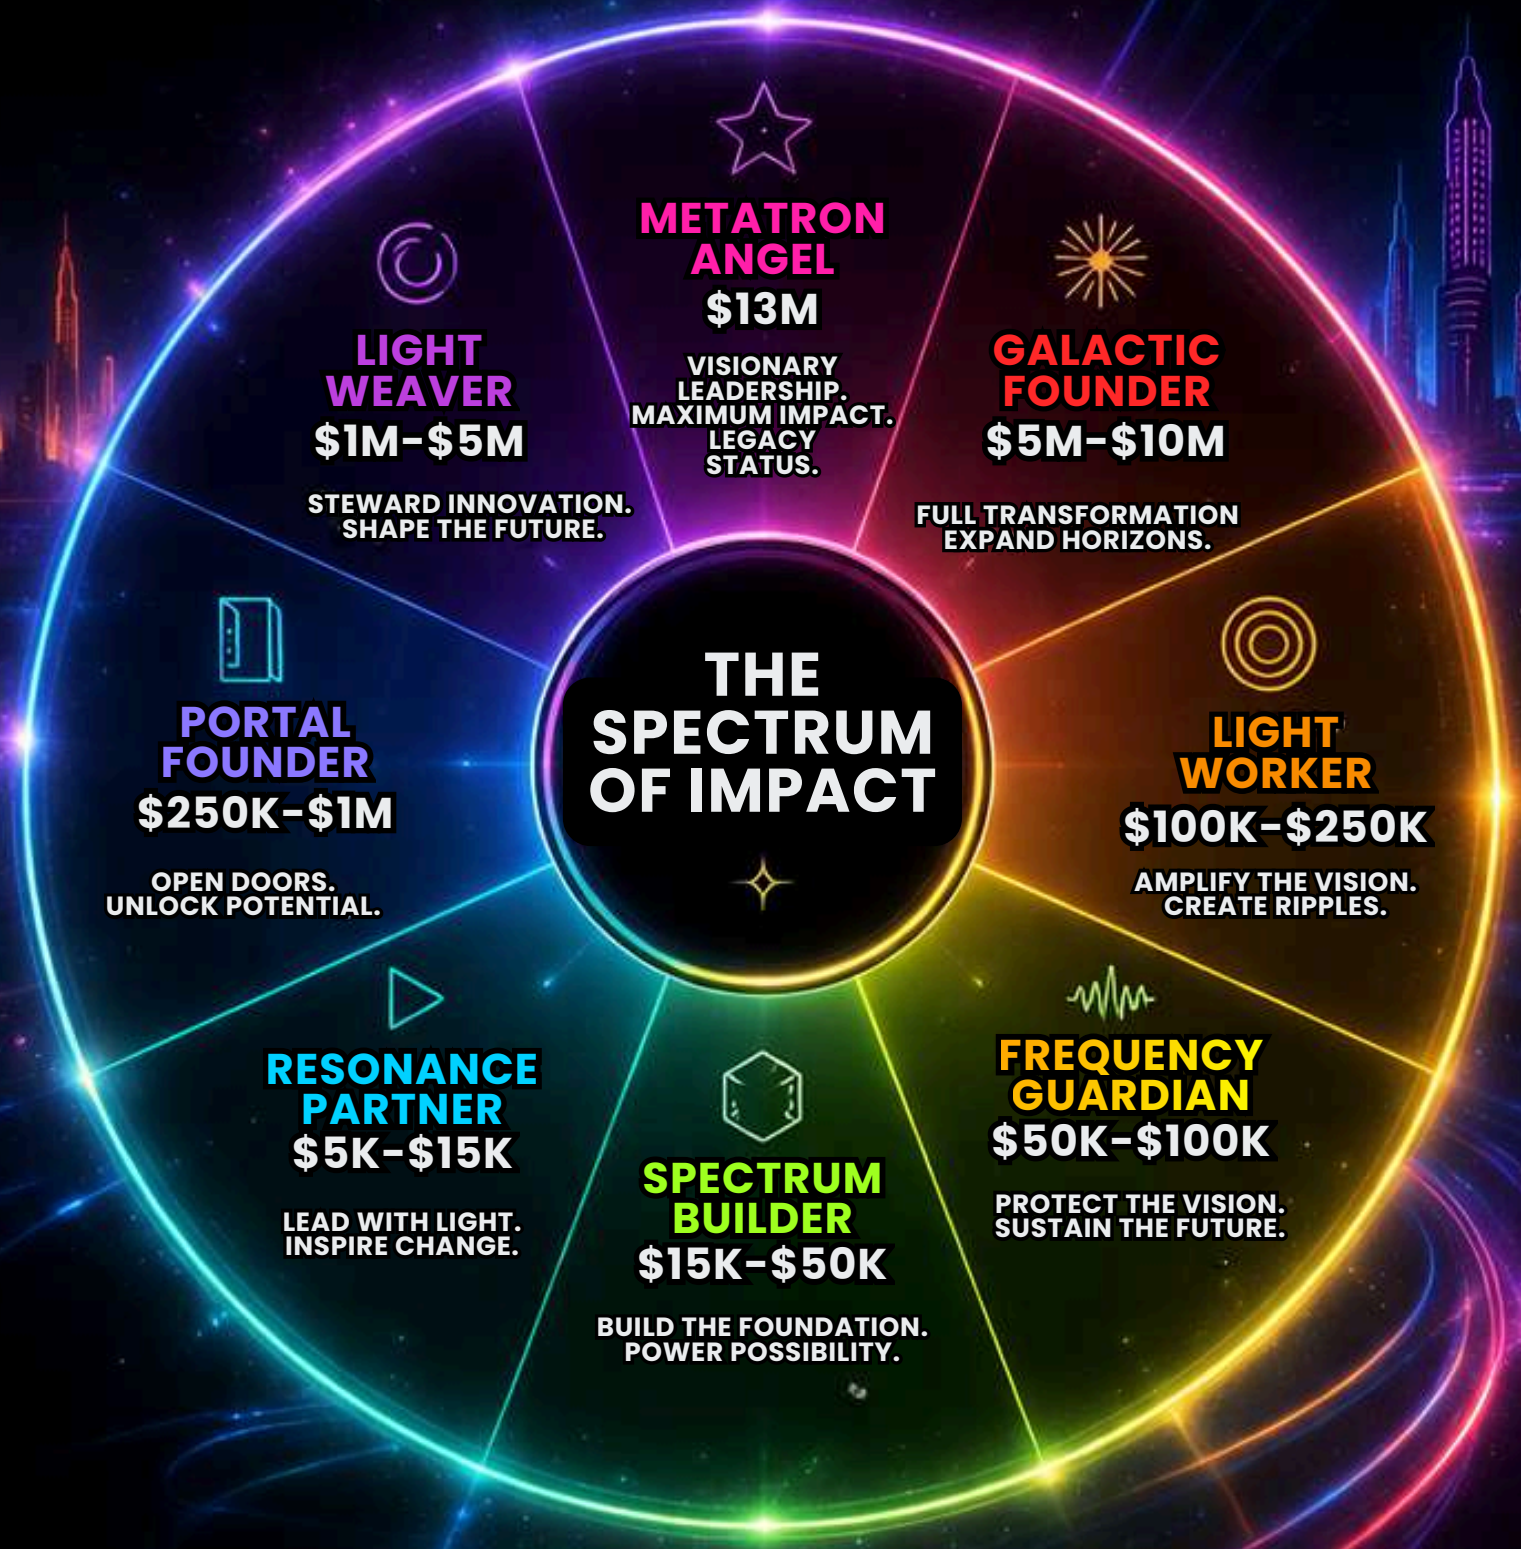 METATRON
ANGEL
$13M
VISIONARY
LEADERSHIP.
MAXIMUM IMPACT.
LEGACY
STATUS.
GALACTIC
FOUNDER
$5M-$10M
FULL TRANSFORMATION
EXPAND HORIZONS.
LIGHT
WORKER
$100K-$250K
AMPLIFY THE VISION.
CREATE RIPPLES.
FREQUENCY
GUARDIAN
$50K-$100K
PROTECT THE VISION.
SUSTAIN THE FUTURE.
SPECTRUM
BUILDER
$15K-$50K
BUILD THE FOUNDATION.
POWER POSSIBILITY.
RESONANCE
PARTNER
$5K-$15K
LEAD WITH LIGHT.
INSPIRE CHANGE.
PORTAL
FOUNDER
$250K-$1M
OPEN DOORS.
UNLOCK POTENTIAL.
LIGHT
WEAVER
$1M-$5M
STEWARD INNOVATION.
SHAPE THE FUTURE.
THE
SPECTRUM
OF IMPACT